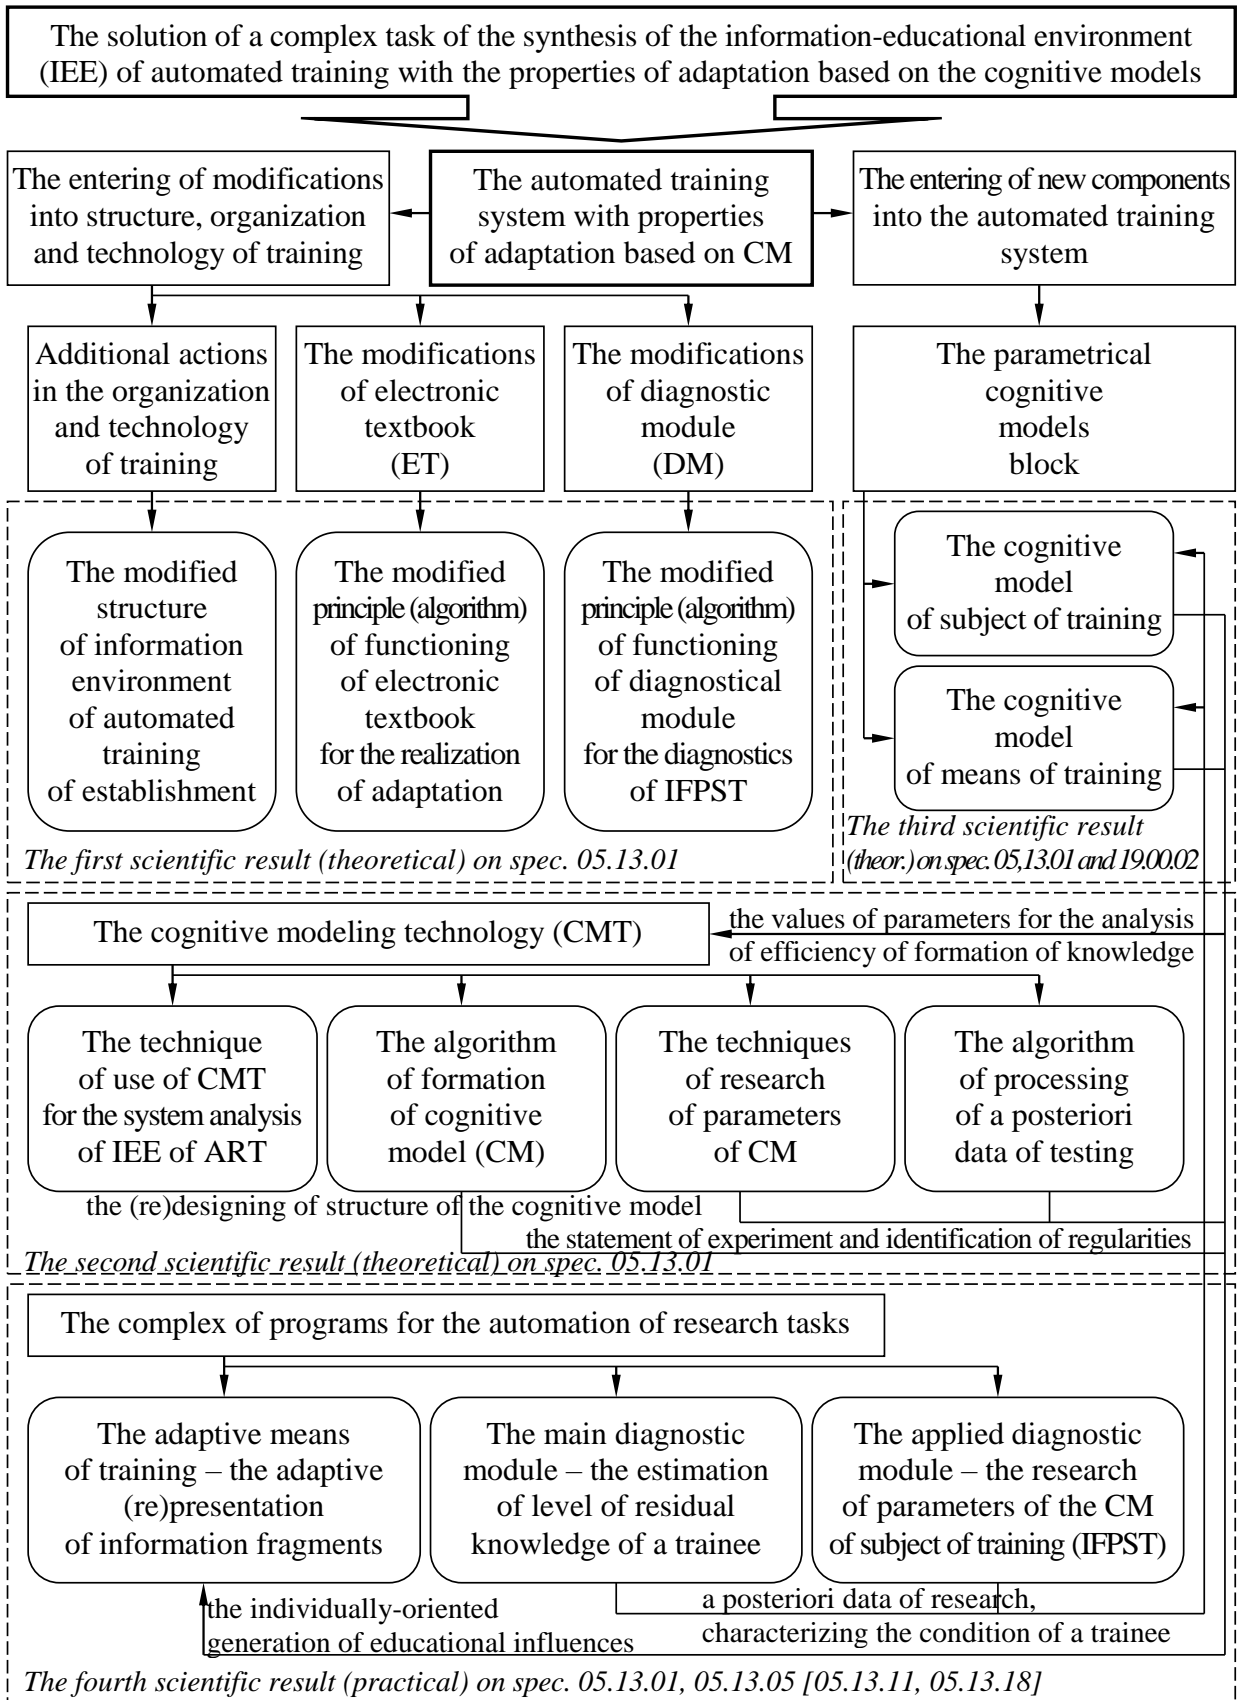 The solution of a complex task of the synthesis of the information-educational environment
(IEE) of automated training with the properties of adaptation based on the cognitive models
The entering of modifications
into structure, organization
and technology of training
The automated training
system with properties
of adaptation based on CM
The entering of new components
into the automated training
system
Additional actions
in the organization
and technology
of training
The modifications
of electronic
textbook
(ET)
The modifications
of diagnostic
module
(DM)
The parametrical
cognitive
models
block
The modified
structure
of information
environment
of automated
training
of establishment
The modified
principle (algorithm)
of functioning
of electronic
textbook
for the realization
of adaptation
The modified
principle (algorithm)
of functioning
of diagnostical
module
for the diagnostics
of IFPST
The first scientific result (theoretical) on spec. 05.13.01
The cognitive
model
of subject of training
The cognitive
model
of means of training
The third scientific result
(theor.) on spec. 05,13.01 and 19.00.02
The cognitive modeling technology (CMT)
the values of parameters for the analysis
of efficiency of formation of knowledge
The technique
of use of CMT
for the system analysis
of IEE of ART
The algorithm
of formation
of cognitive
model (CM)
The techniques
of research
of parameters
of CM
The algorithm
of processing
of a posteriori
data of testing
the (re)designing of structure of the cognitive model
the statement of experiment and identification of regularities
The second scientific result (theoretical) on spec. 05.13.01
The complex of programs for the automation of research tasks
The adaptive means
of training – the adaptive
(re)presentation
of information fragments
The main diagnostic
module – the estimation
of level of residual
knowledge of a trainee
The applied diagnostic
module – the research
of parameters of the CM
of subject of training (IFPST)
the individually-oriented
generation of educational influences
a posteriori data of research,
characterizing the condition of a trainee
The fourth scientific result (practical) on spec. 05.13.01, 05.13.05 [05.13.11, 05.13.18]